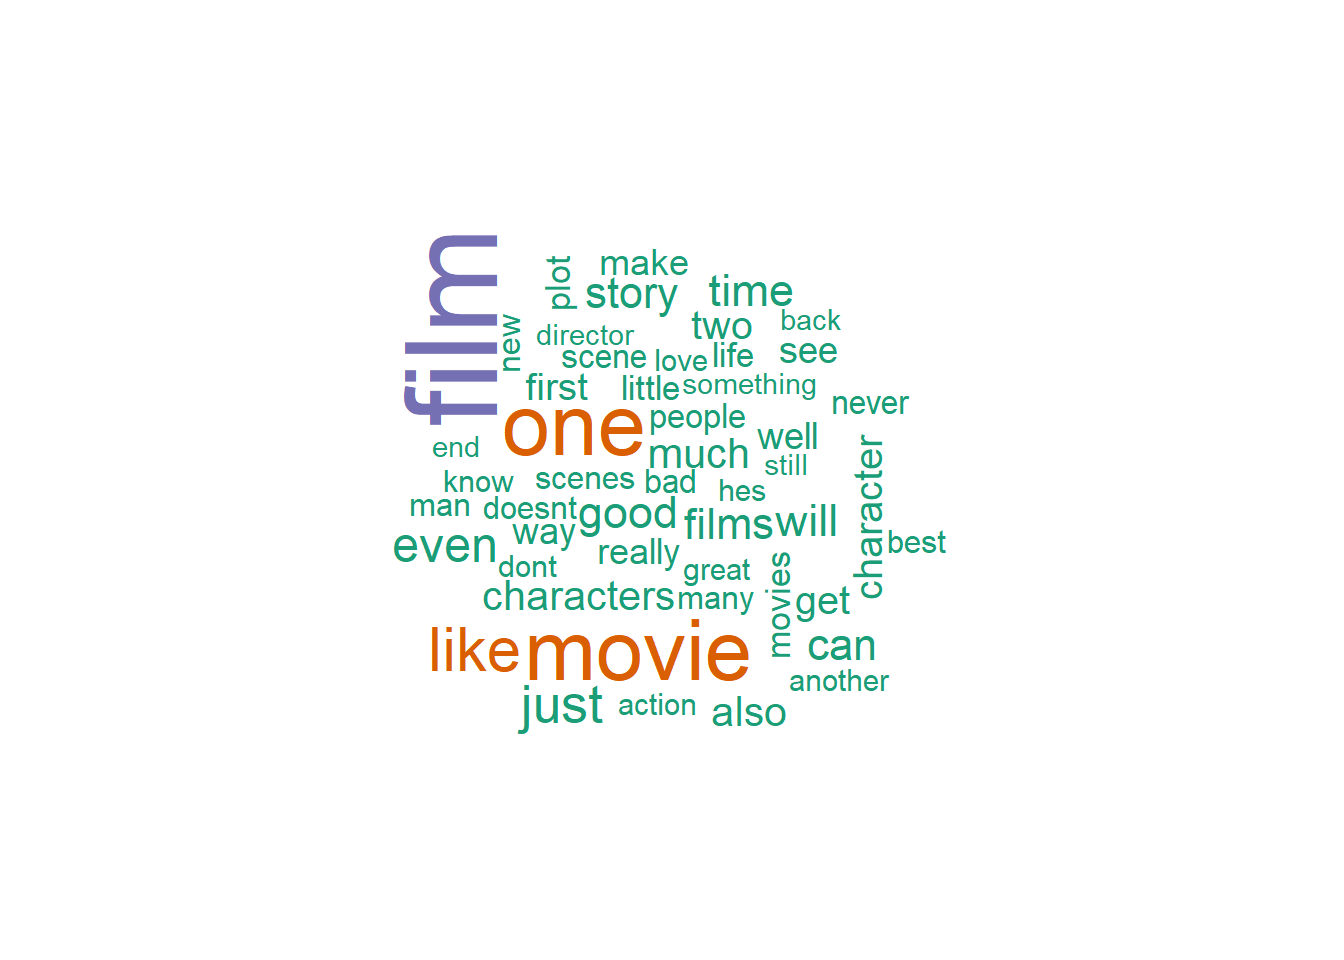 film
plot
make
story
time
new
director
two
back
scene
love
life
see
first
little
something
never
one
people
well
end
much
still
character
know
scenes
bad
hes
man
doesnt
good
films
will
even
way
really
best
dont
great
movies
characters
many
get
like
movie
can
another
just
action
also